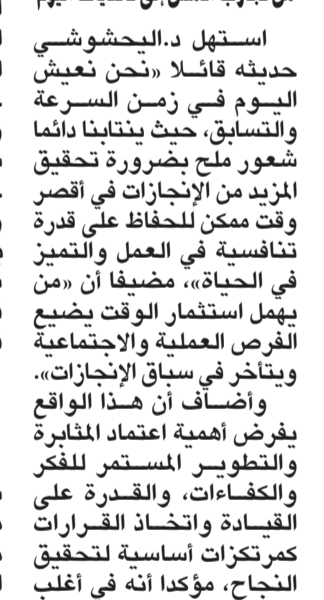 استهل د.اليحشوشي
حديثه قائلا «نحن نعيش
اليوم في زمن السرعة
والتسابق، حيث ينتابنا دائما
شعور ملح بضرورة تحقيق
المزيد من الإنجازات في أقصر
وقت ممكن للحفاظ على قدرة
تنافسية في العمل والتميز
في الحياة»، مضيفا أن «من
يهمل استثمار الوقت يضيع
الفرص العملية والاجتماعية
ويتأخر في سباق الإنجازات».
وأضاف أن هذا الواقع
يفرض أهمية اعتماد المثابرة
والتطوير المستمر للفكر
والكفاءات، والقدرة على
القيادة واتخاذ القرارات
كمرتكزات أساسية لتحقيق
النجاح، مؤكدا أنه في أغلب